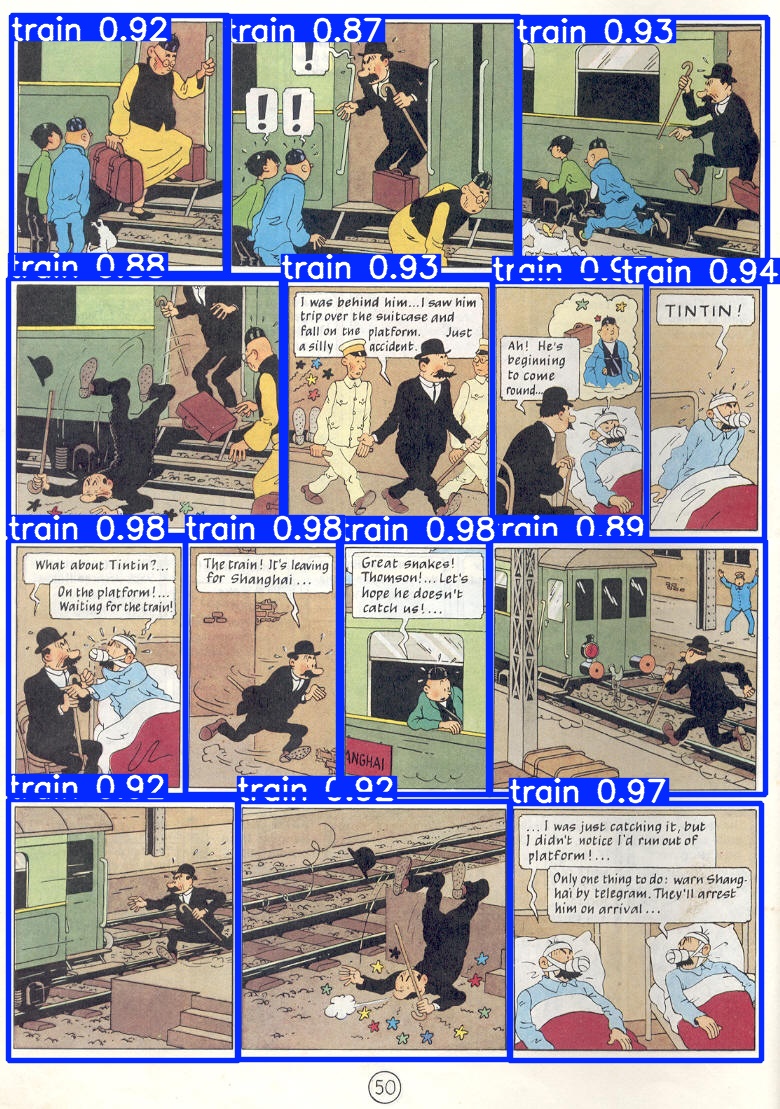 train 0.92
train 0.87
train 0.93
!
! !
train 0.88
train 0.93
train 0.94
I was behind him...I saw him
trip over the suitcase and
fall on the platform. Just
a silly accident.
Ah! He's
beginning
to come
round...
TINTIN!
train 0.98
train 0.98
train 0.98
train 0.89
What about Tintin?...
On the platform!...
Waiting for the train!
The train! It's leaving
for Shanghai...
Great snakes!
Thomson!... Let's
hope he doesn't
catch us!...
ANGHAI
train 0.92
train 0.92
train 0.97
... I was just catching it, but
I didn't notice I'd run out of
platform!...
Only one thing to do: warn Shang-
hai by telegram. They'll arrest
him on arrival...
50